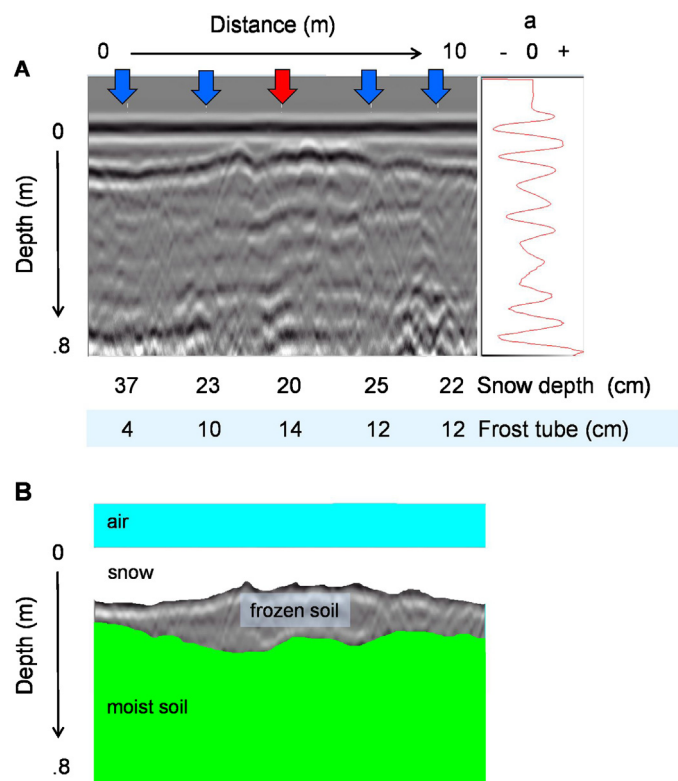 Distance (m)
a
0
10
- 0 +
A
0
Depth (m)
.8
37 23 20 25 22 Snow depth (cm)
4 10 14 12 12 Frost tube (cm)
B
air
0
snow
frozen soil
Depth (m)
moist soil
.8